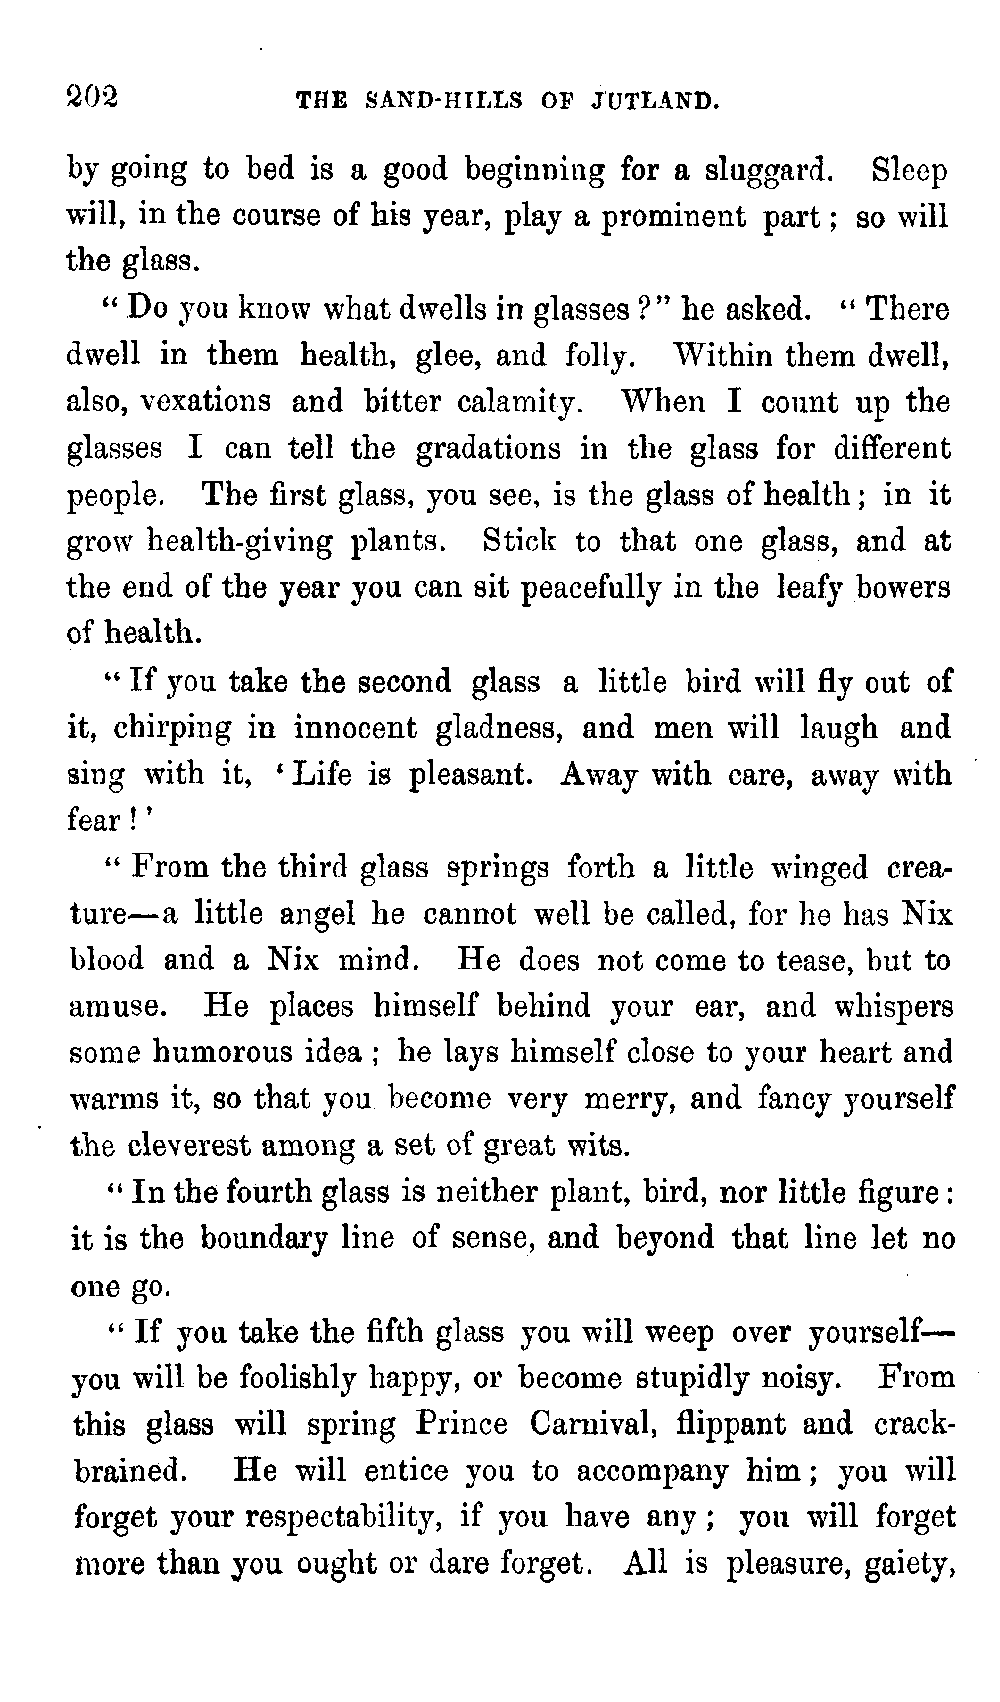 202 THE SAND-HILLS OF JUTLAND.
by going to bed is a good beginning for a sluggard. Sleep
will, in the course of his year, play a prominent part; so will
the glass.
"Do you know what dwells in glasses?" he asked. "There
dwell in them health, glee, and folly. Within them dwell,
also, vexations and bitter calamity. When I count up the
glasses I can tell the gradations in the glass for different
people. The first glass, you see, is the glass of health; in it
grow health-giving plants. Stick to that one glass, and at
the end of the year you can sit peacefully in the leafy bowers
of health.
"If you take the second glass a little bird will fly out of
it, chirping in innocent gladness, and men will laugh and
sing with it, 'Life is pleasant. Away with care, away with
fear!'
"From the third glass springs forth a little winged crea-
ture—a little angel he cannot well be called, for he has Nix
blood and a Nix mind. He does not come to tease, but to
amuse. He places himself behind your ear, and whispers
some humorous idea; he lays himself close to your heart and
warms it, so that you become very merry, and fancy yourself
the cleverest among a set of great wits.
"In the fourth glass is neither plant, bird, nor little figure:
it is the boundary line of sense, and beyond that line let no
one go.
"If you take the fifth glass you will weep over yourself—
you will be foolishly happy, or become stupidly noisy. From
this glass will spring Prince Carnival, flippant and crack-
brained. He will entice you to accompany him; you will
forget your respectability, if you have any; you will forget
more than you ought or dare forget. All is pleasure, gaiety,